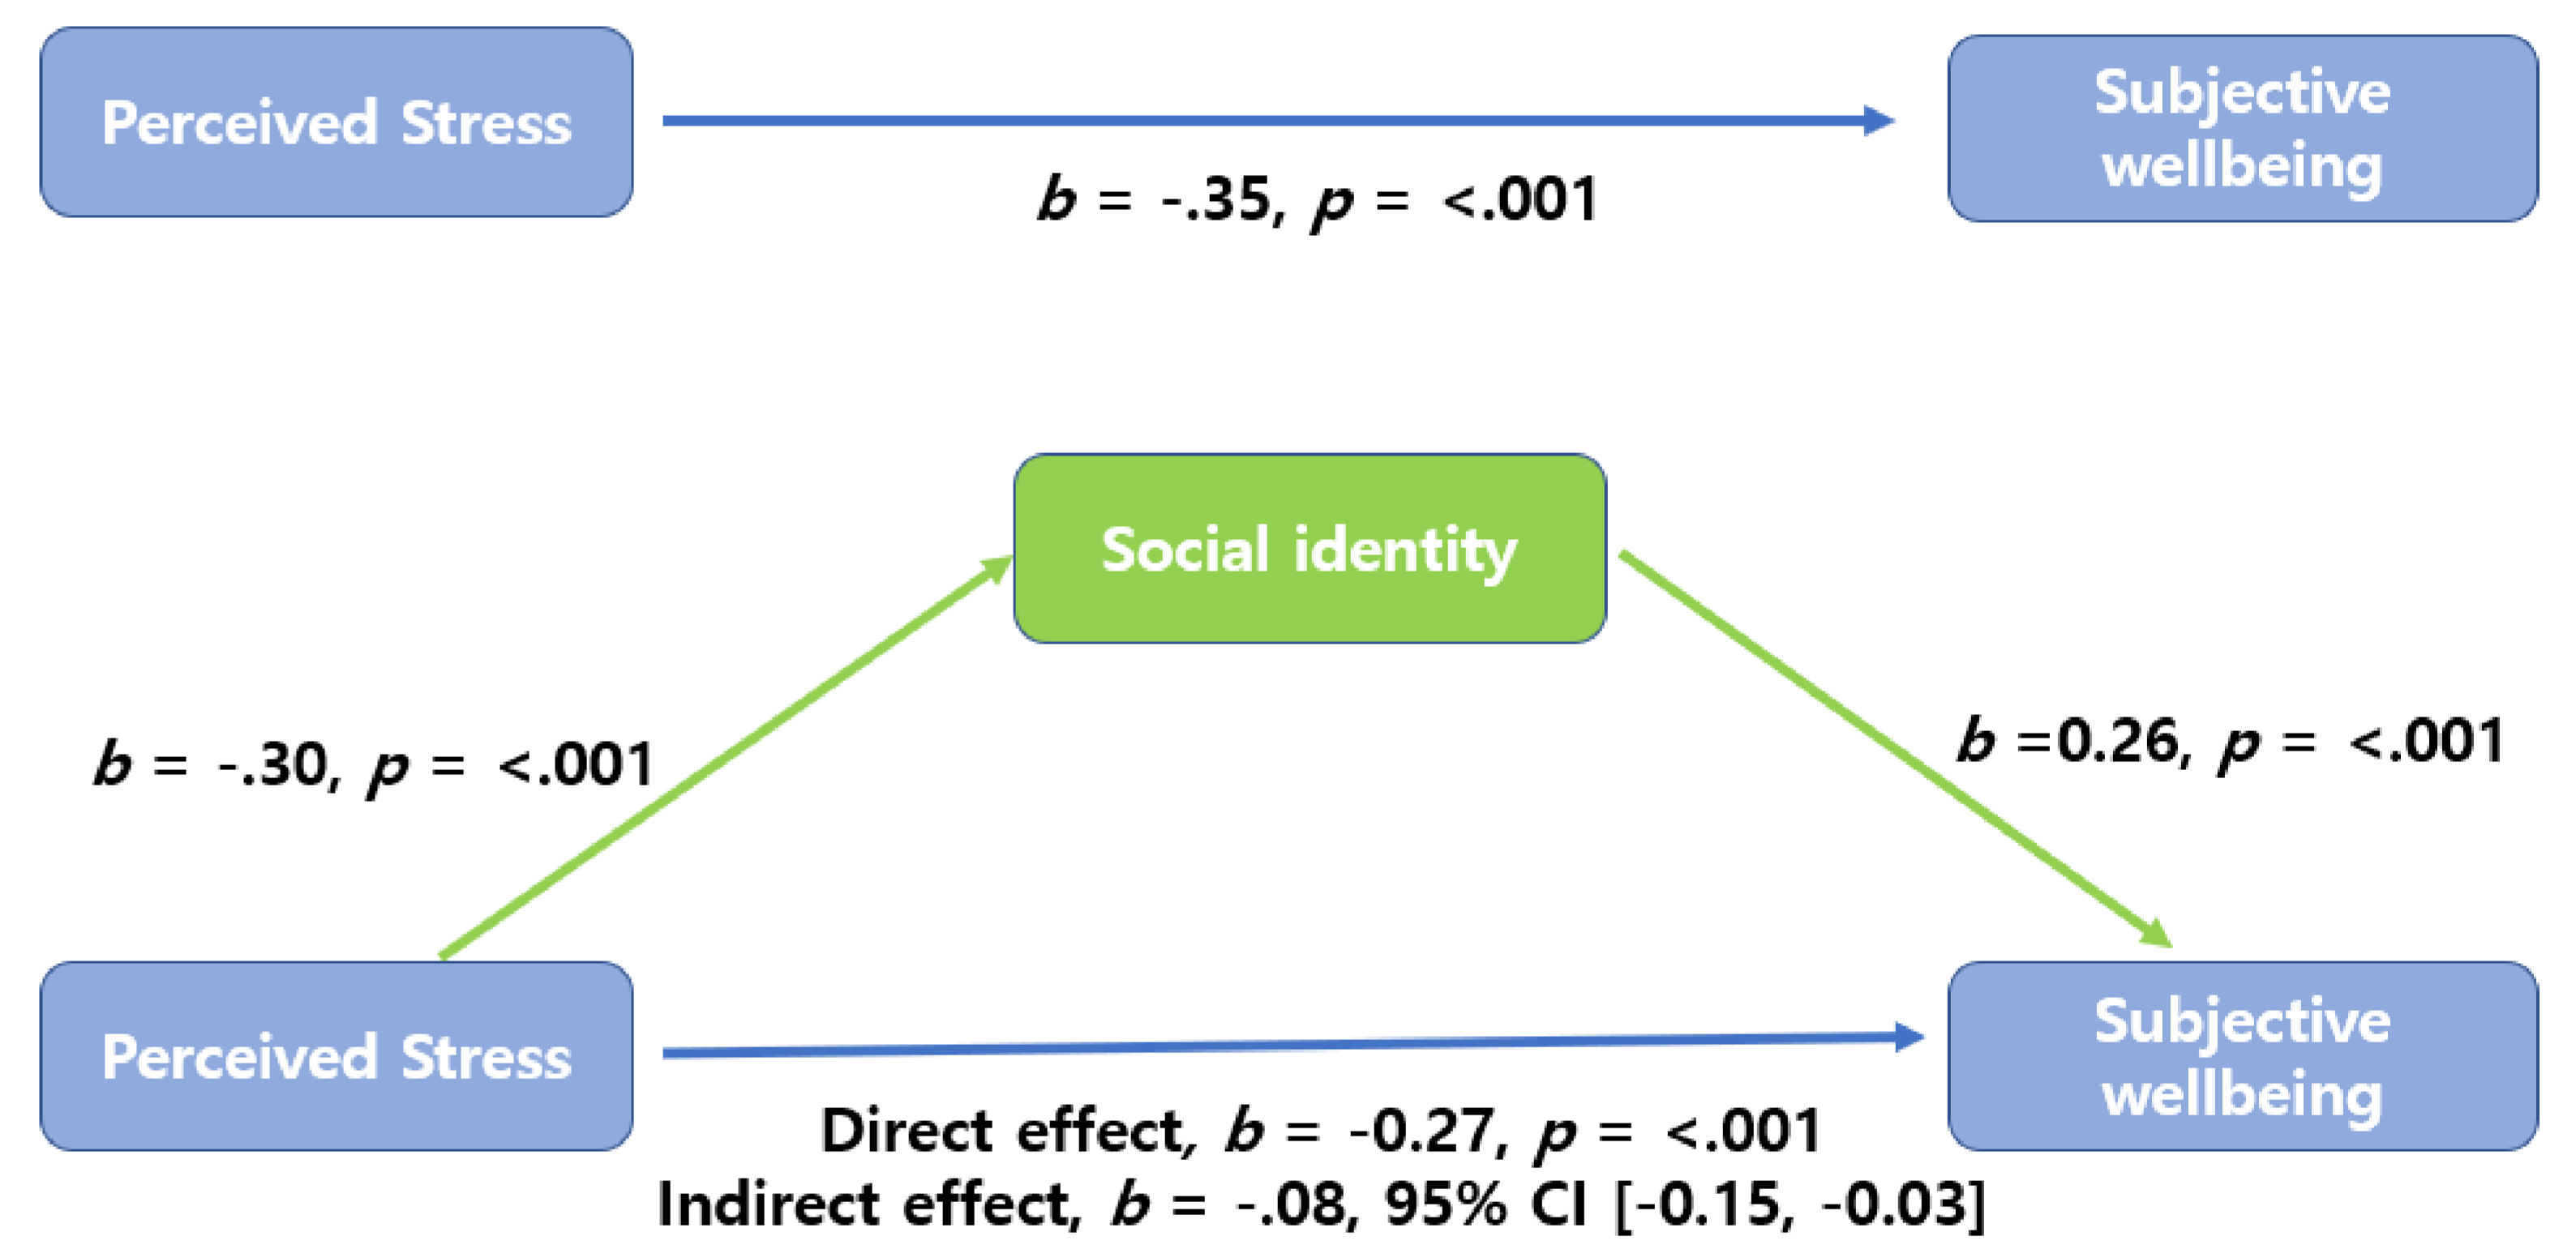 Perceived Stress
Subjective
wellbeing
b = -.35, p = <.001
Social identity
b = -.30, p = <.001
b =0.26, p = <.001
Perceived Stress
Subjective
wellbeing
Direct effect, b = -0.27, p = <.001
Indirect effect, b = -.08, 95% CI [-0.15, -0.03]